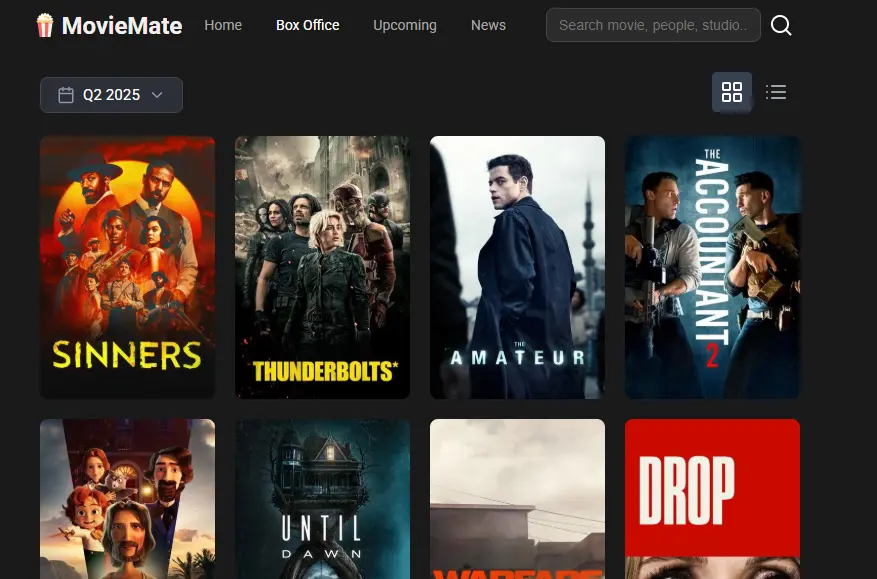 MovieMate Home Box Office Upcoming News Search movie, people, studio..
Q2 2025
SINNERS
THUNDERBOLTS*
THE
AMATEUR
THE
ACCOUNTANT
2
UNTIL
DAWN
WARFARE
DROP